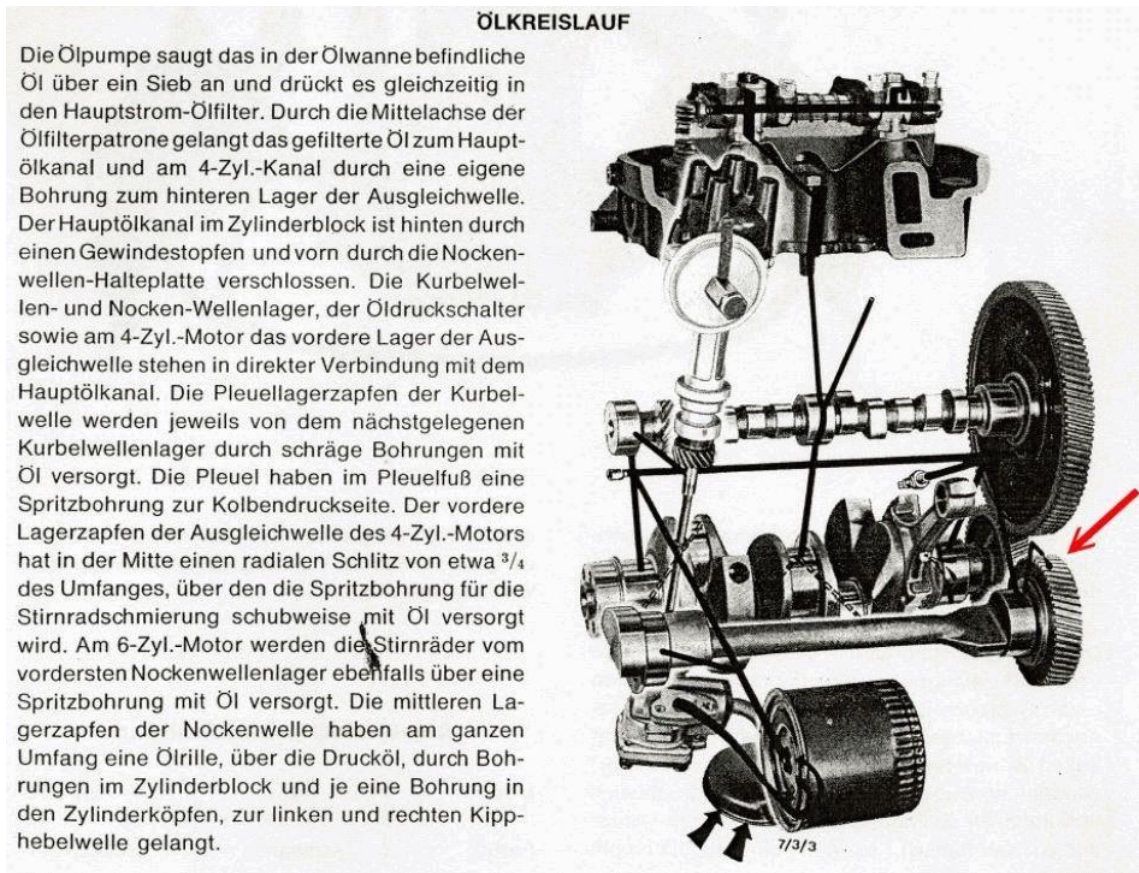 ÖLKREISLAUF
Die Ölpumpe saugt das in der Ölwanne befindliche
Öl über ein Sieb an und drückt es gleichzeitig in
den Hauptstrom-Ölfilter. Durch die Mittelachse der
Ölfilterpatrone gelangt das gefilterte Öl zum Haupt-
ölkanal und am 4-Zyl.-Kanal durch eine eigene
Bohrung zum hinteren Lager der Ausgleichwelle.
Der Hauptölkanal im Zylinderblock ist hinten durch
einen Gewindestopfen und vorn durch die Nocken-
wellen-Halteplatte verschlossen. Die Kurbelwel-
len- und Nocken-Wellenlager, der Öldruckschalter
sowie am 4-Zyl.-Motor das vordere Lager der Aus-
gleichwelle stehen in direkter Verbindung mit dem
Hauptölkanal. Die Pleuellagerzapfen der Kurbel-
welle werden jeweils von dem nächstgelegenen
Kurbelwellenlager durch schräge Bohrungen mit
Öl versorgt. Die Pleuel haben im Pleuelfuß eine
Spritzbohrung zur Kolbendruckseite. Der vordere
Lagerzapfen der Ausgleichwelle des 4-Zyl.-Motors
hat in der Mitte einen radialen Schlitz von etwa ³/₄
des Umfanges, über den die Spritzbohrung für die
Stirnradschmierung schubweise mit Öl versorgt
wird. Am 6-Zyl.-Motor werden die Stirnräder vom
vordersten Nockenwellenlager ebenfalls über eine
Spritzbohrung mit Öl versorgt. Die mittleren La-
gerzapfen der Nockenwelle haben am ganzen
Umfang eine Ölrille, über die Drucköl, durch Boh-
rungen im Zylinderblock und je eine Bohrung in
den Zylinderköpfen, zur linken und rechten Kipp-
hebelwelle gelangt.
7/3/3